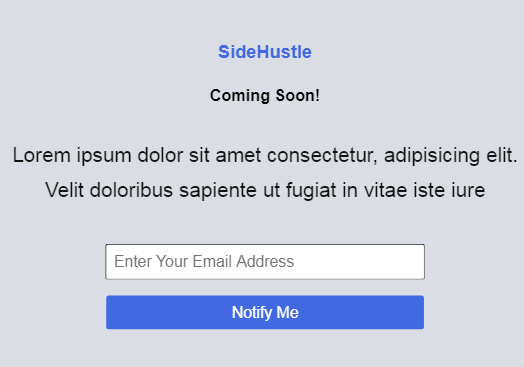 SideHustle
Coming Soon!
Lorem ipsum dolor sit amet consectetur, adipisicing elit.
Velit doloribus sapiente ut fugiat in vitae iste iure
Enter Your Email Address
Notify Me